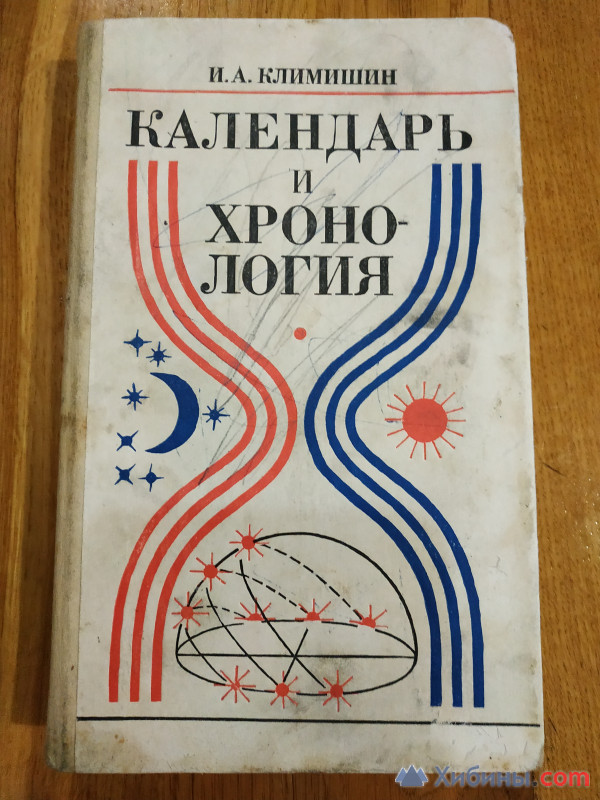 И. А. КЛИМИШИН
КАЛЕНДАРЬ
И
ХРОНО-
ЛОГИЯ
Хибины.com